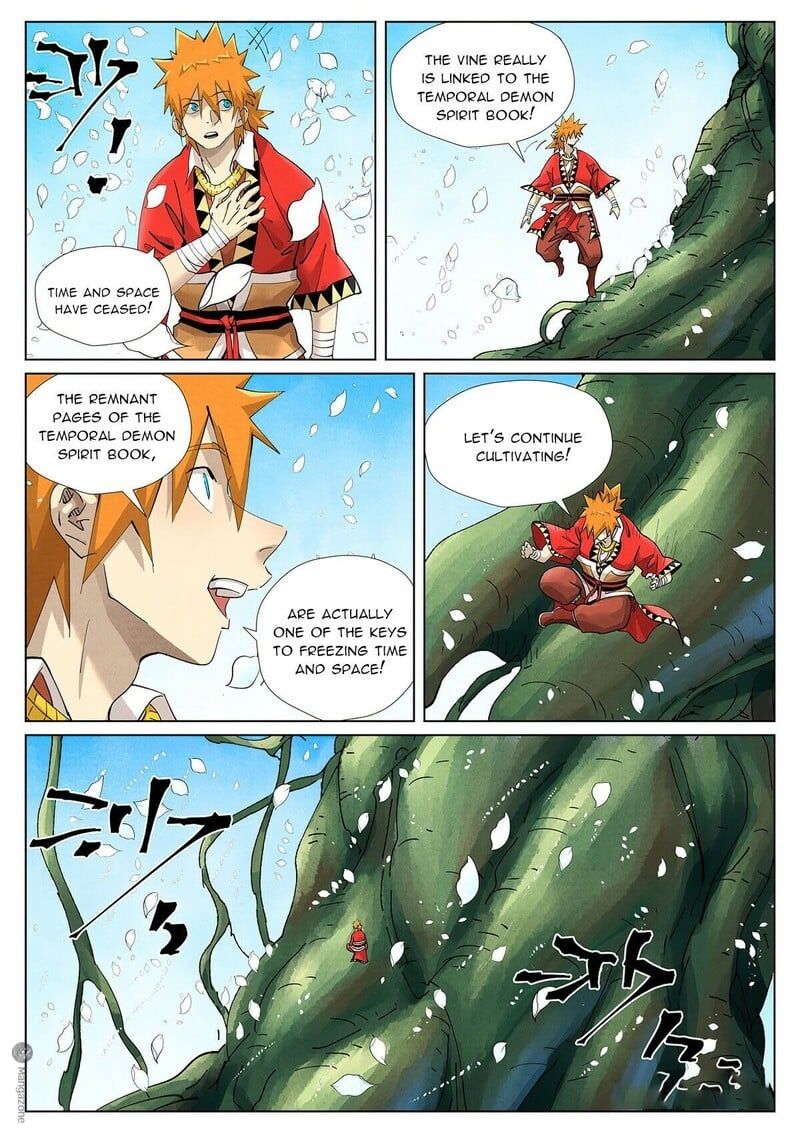 TIME AND SPACE
HAVE CEASED!
THE VINE REALLY
IS LINKED TO THE
TEMPORAL DEMON
SPIRIT BOOK!
THE REMNANT
PAGES OF THE
TEMPORAL DEMON
SPIRIT BOOK,
ARE ACTUALLY
ONE OF THE KEYS
TO FREEZING TIME
AND SPACE!
LET'S CONTINUE
CULTIVATING!
Mangazone